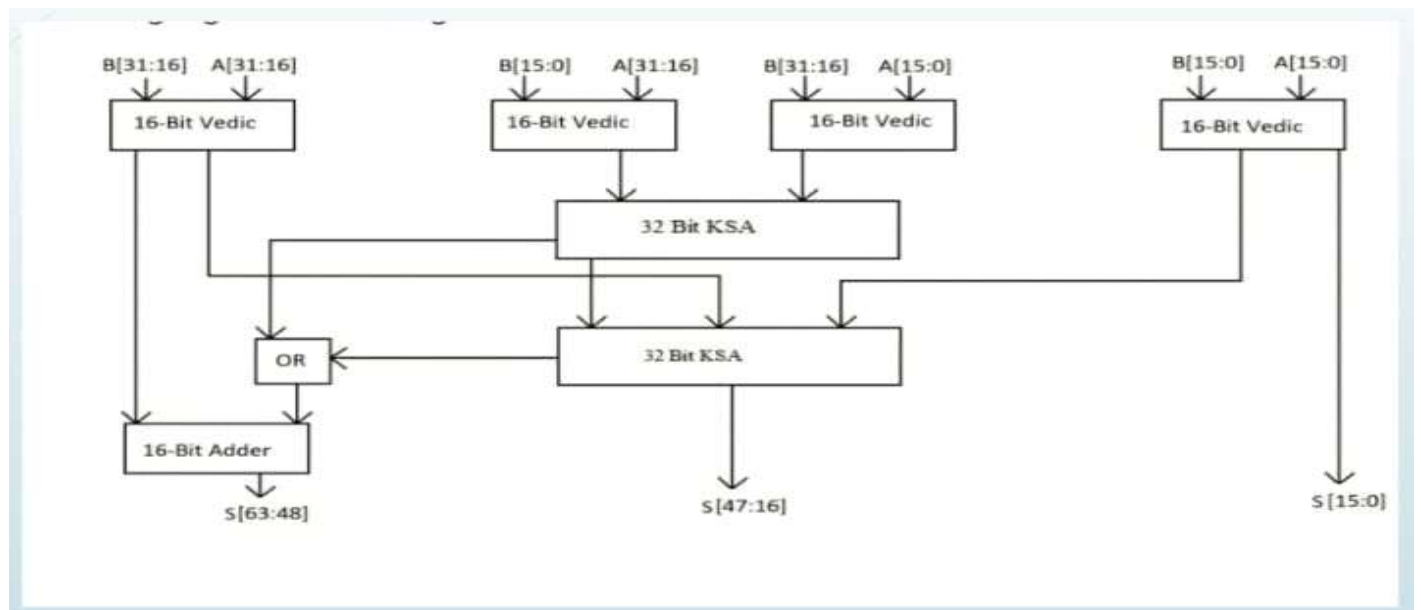 B[31:16] A[31:16] B[15:0] A[31:16] B[31:16] A[15:0] B[15:0] A[15:0]
16-Bit Vedic 16-Bit Vedic 16-Bit Vedic 16-Bit Vedic
32 Bit KSA
32 Bit KSA
OR
16-Bit Adder
S[63:48] S[47:16] S[15:0]